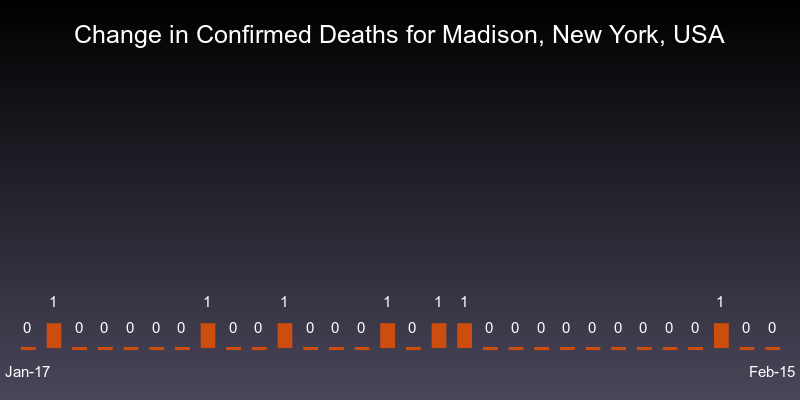 Change in Confirmed Deaths for Madison, New York, USA
0 1 0 0 0 0 0 1 0 0 1 0 0 0 1 0 1 1 0 0 0 0 0 0 0 0 0 1 0 0
Jan-17 Feb-15